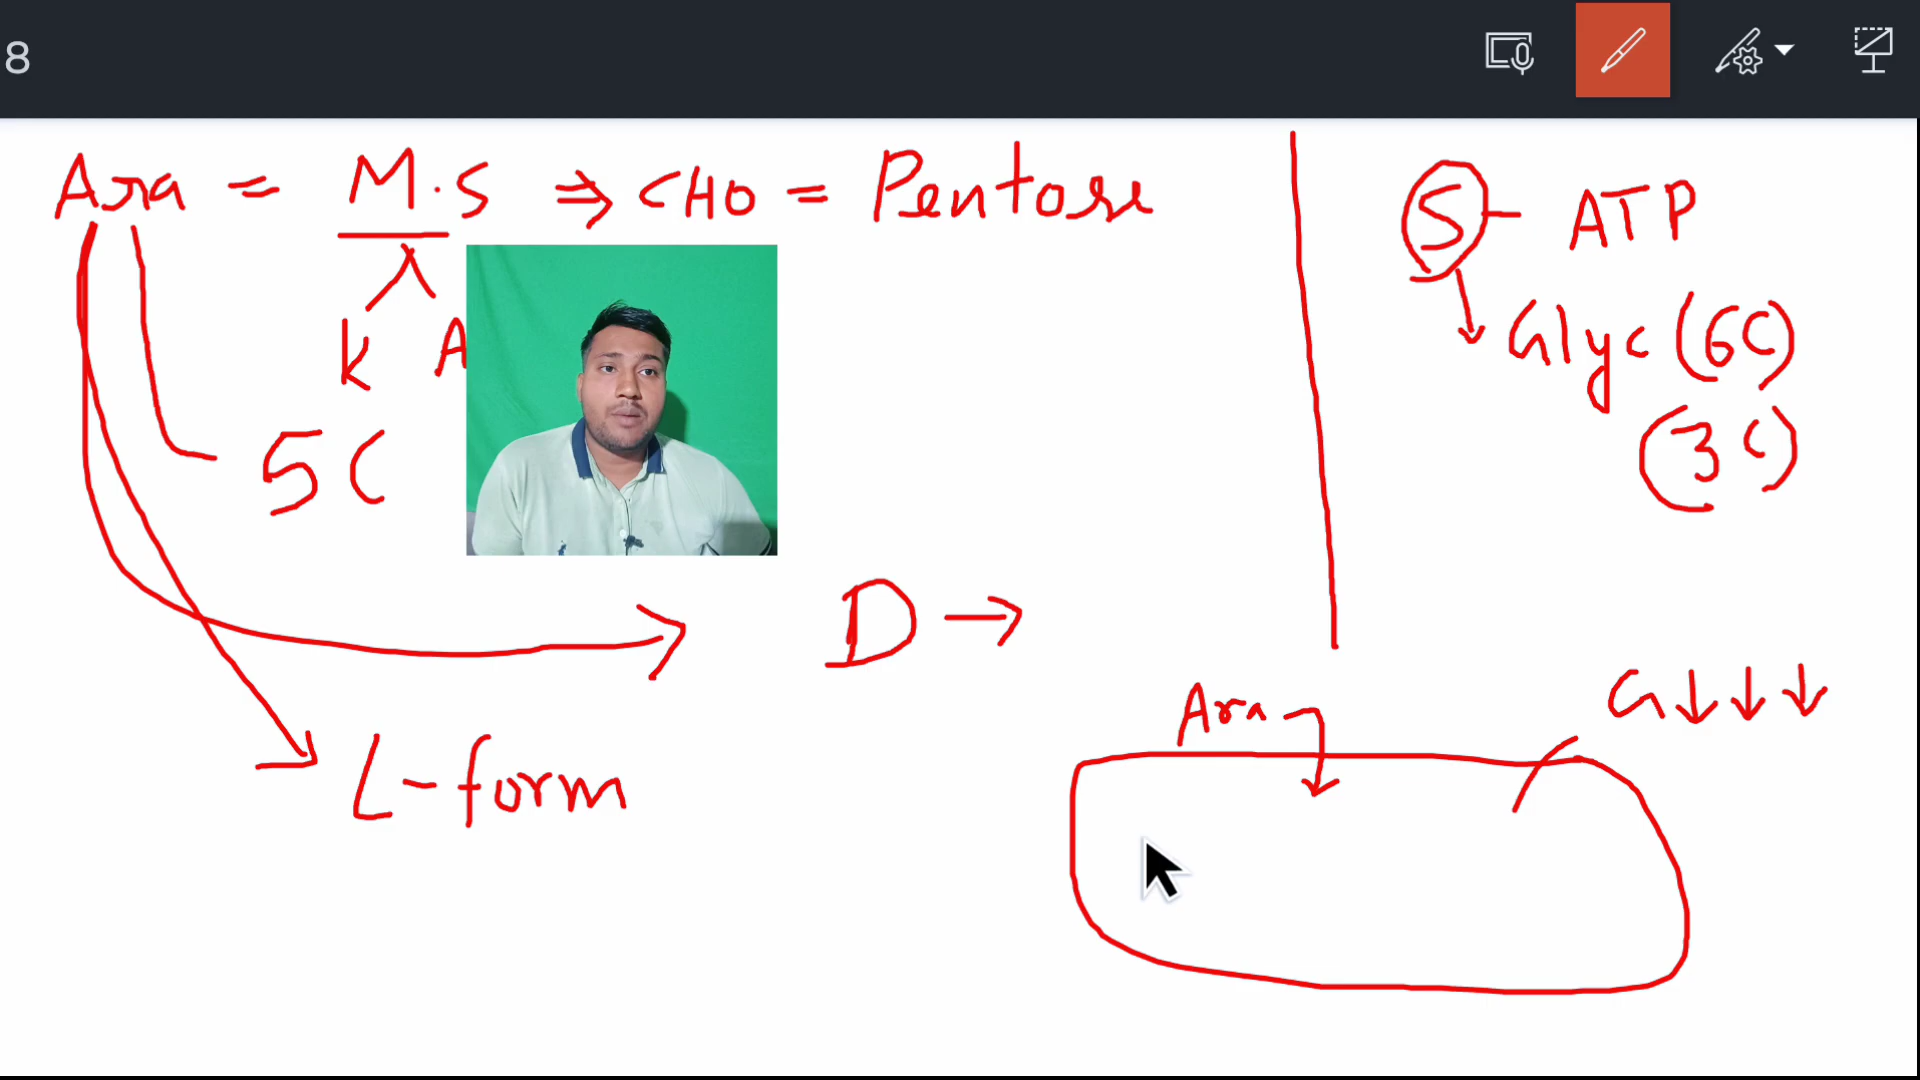 8
Ara = M.S ⇒ CHO = Pentose
K A
5C
D →
L-form
S - ATP
Glyc (6C)
(3C)
Ara
G↓↓↓